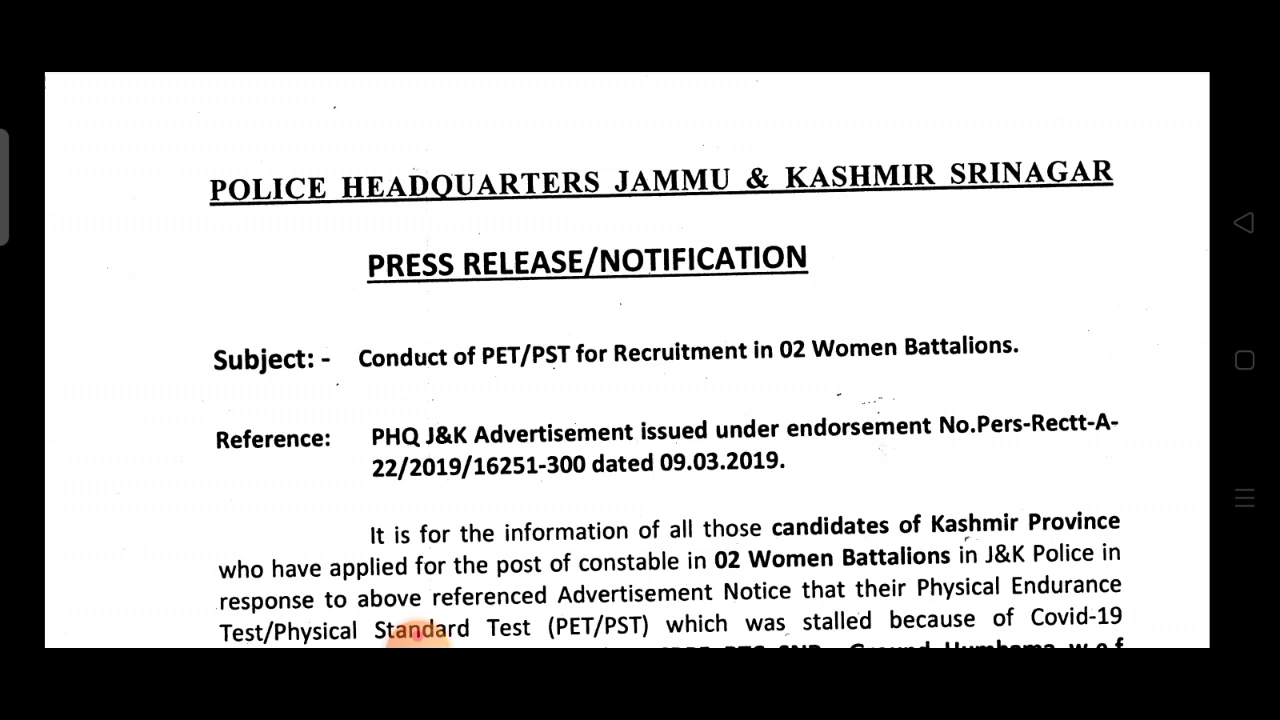 POLICE HEADQUARTERS JAMMU & KASHMIR SRINAGAR
PRESS RELEASE/NOTIFICATION
Subject: - Conduct of PET/PST for Recruitment in 02 Women Battalions.
Reference: PHQ J&K Advertisement issued under endorsement No.Pers-Rectt-A-
22/2019/16251-300 dated 09.03.2019.
It is for the information of all those candidates of Kashmir Province
who have applied for the post of constable in 02 Women Battalions in J&K Police in
response to above referenced Advertisement Notice that their Physical Endurance
Test/Physical Standard Test (PET/PST) which was stalled because of Covid-19
Ground Humhama w.e.f